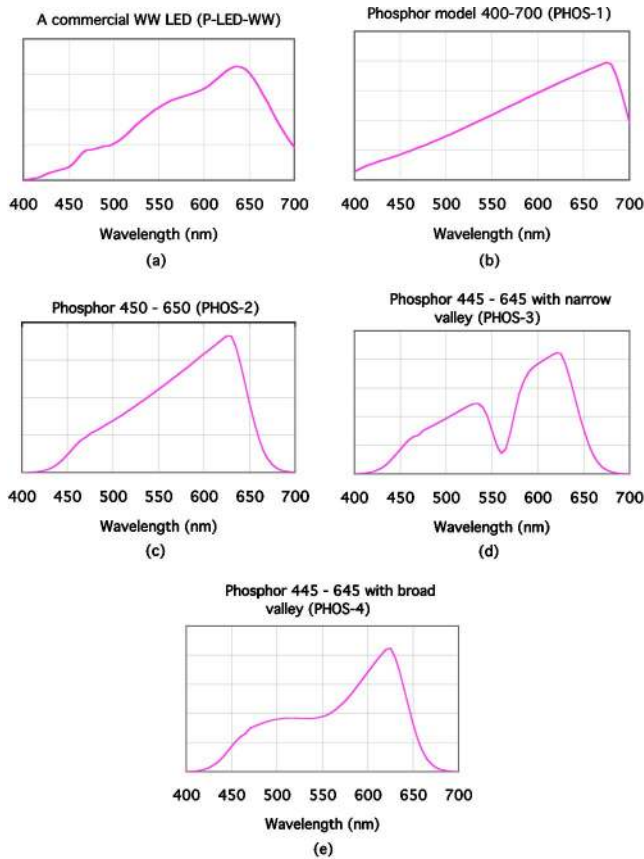 A commercial WW LED (P-LED-WW)
400 450 500 550 600 650 700
Wavelength (nm)
(a)
Phosphor model 400-700 (PHOS-1)
400 450 500 550 600 650 700
Wavelength (nm)
(b)
Phosphor 450 - 650 (PHOS-2)
400 450 500 550 600 650 700
Wavelength (nm)
(c)
Phosphor 445 - 645 with narrow
valley (PHOS-3)
400 450 500 550 600 650 700
Wavelength (nm)
(d)
Phosphor 445 - 645 with broad
valley (PHOS-4)
400 450 500 550 600 650 700
Wavelength (nm)
(e)